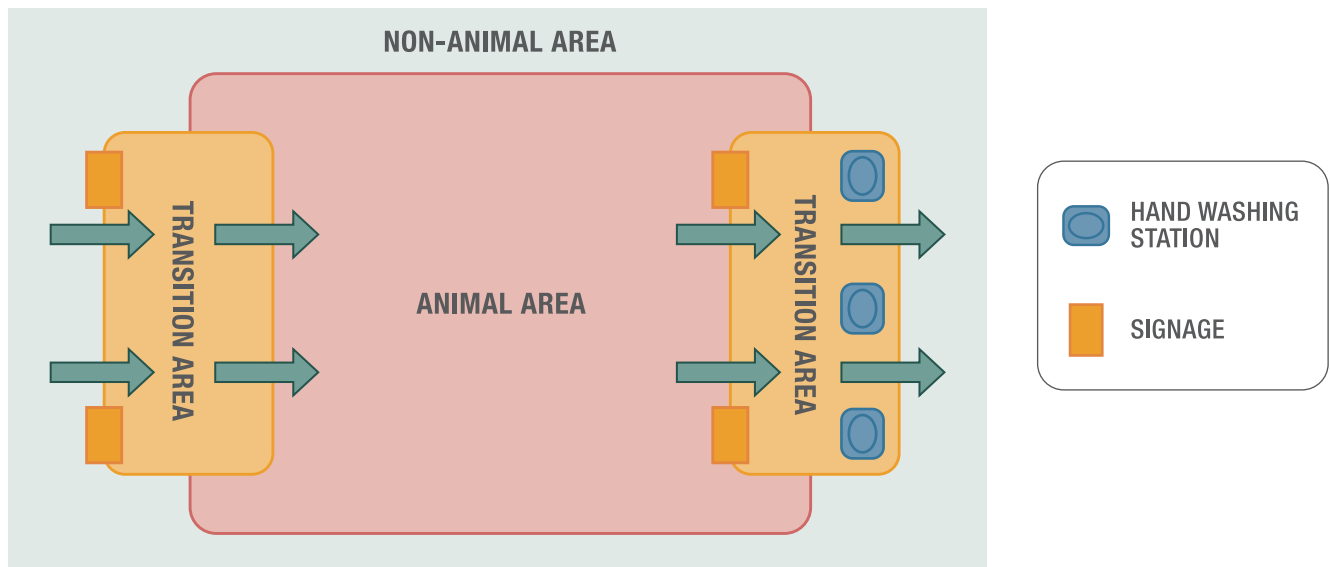 NON-ANIMAL AREA
TRANSITION AREA
ANIMAL AREA
TRANSITION AREA
HAND WASHING
STATION
SIGNAGE